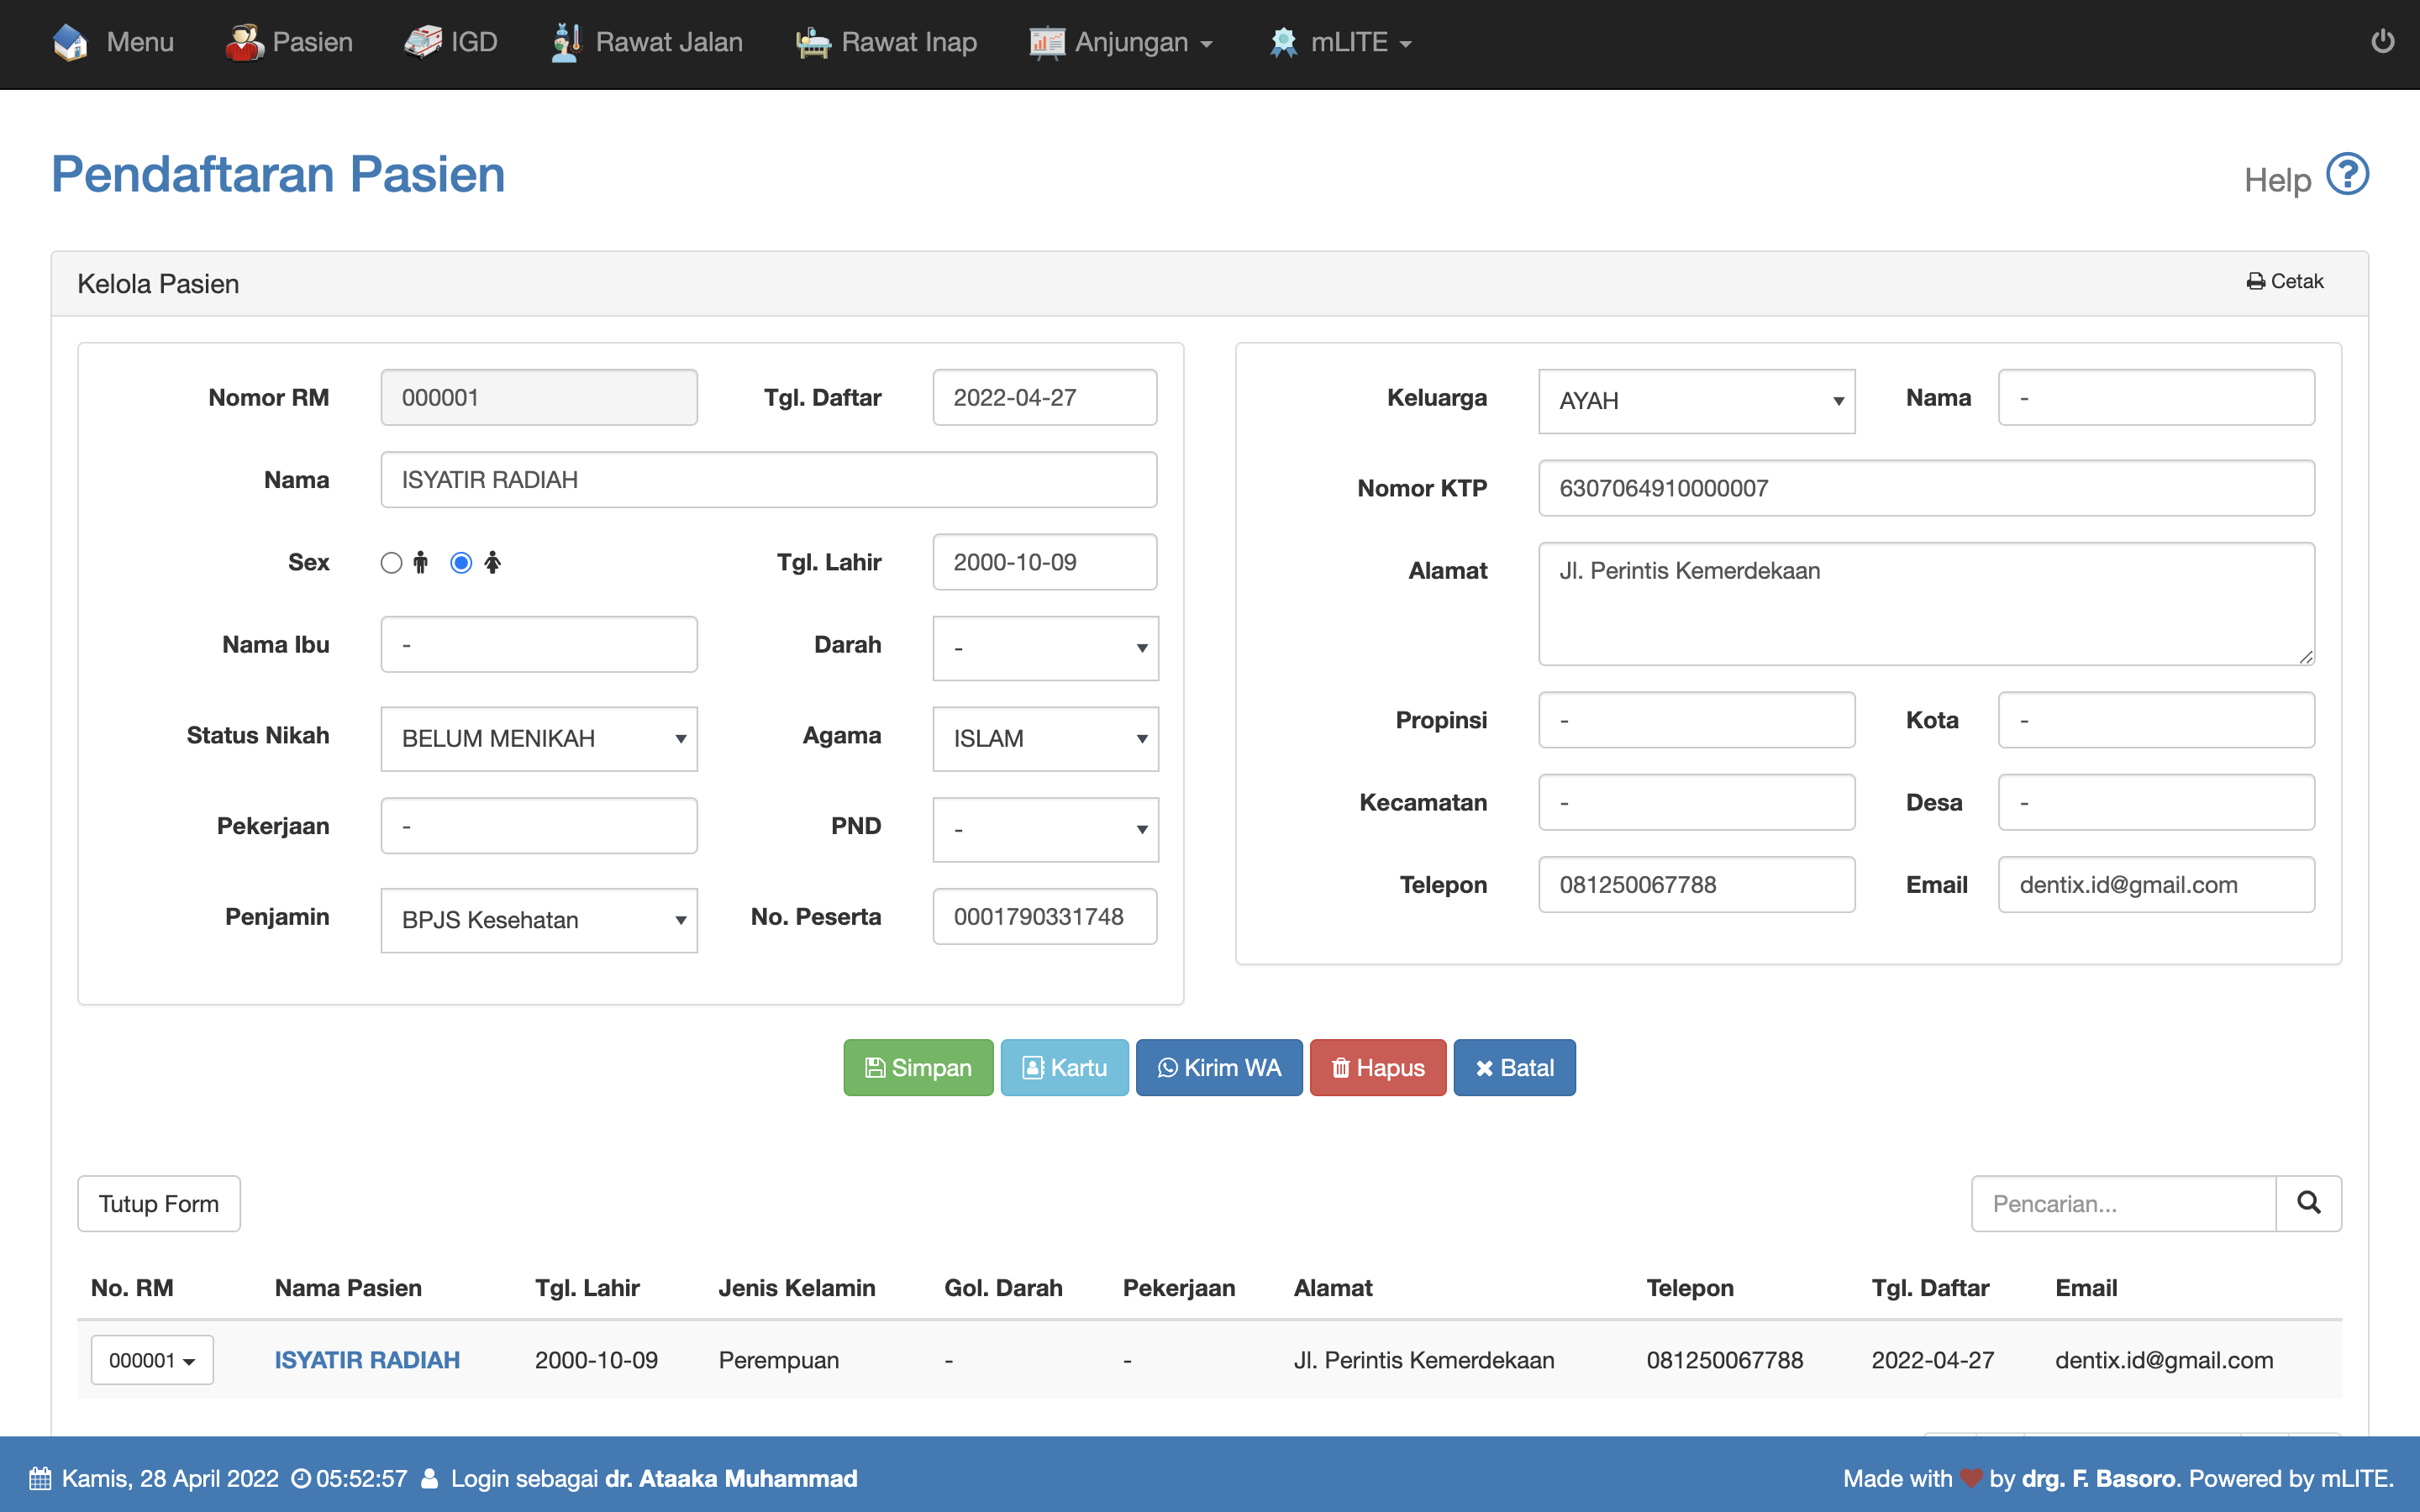 Menu Pasien IGD Rawat Jalan Rawat Inap Anjungan mLITE
Pendaftaran Pasien
Help
Kelola Pasien
Cetak
Nomor RM 000001 Tgl. Daftar 2022-04-27
Nama ISYATIR RADIAH
Sex Tgl. Lahir 2000-10-09
Nama Ibu - Darah -
Status Nikah BELUM MENIKAH Agama ISLAM
Pekerjaan - PND -
Penjamin BPJS Kesehatan No. Peserta 0001790331748
Keluarga AYAH Nama -
Nomor KTP 6307064910000007
Alamat Jl. Perintis Kemerdekaan
Propinsi - Kota -
Kecamatan - Desa -
Telepon 081250067788 Email dentix.id@gmail.com
Simpan Kartu Kirim WA Hapus Batal
Tutup Form Pencarian...
No. RM Nama Pasien Tgl. Lahir Jenis Kelamin Gol. Darah Pekerjaan Alamat Telepon Tgl. Daftar Email
000001 ISYATIR RADIAH 2000-10-09 Perempuan - - Jl. Perintis Kemerdekaan 081250067788 2022-04-27 dentix.id@gmail.com
Kamis, 28 April 2022 05:52:57 Login sebagai dr. Ataaka Muhammad
Made with ❤ by drg. F. Basoro. Powered by mLITE.